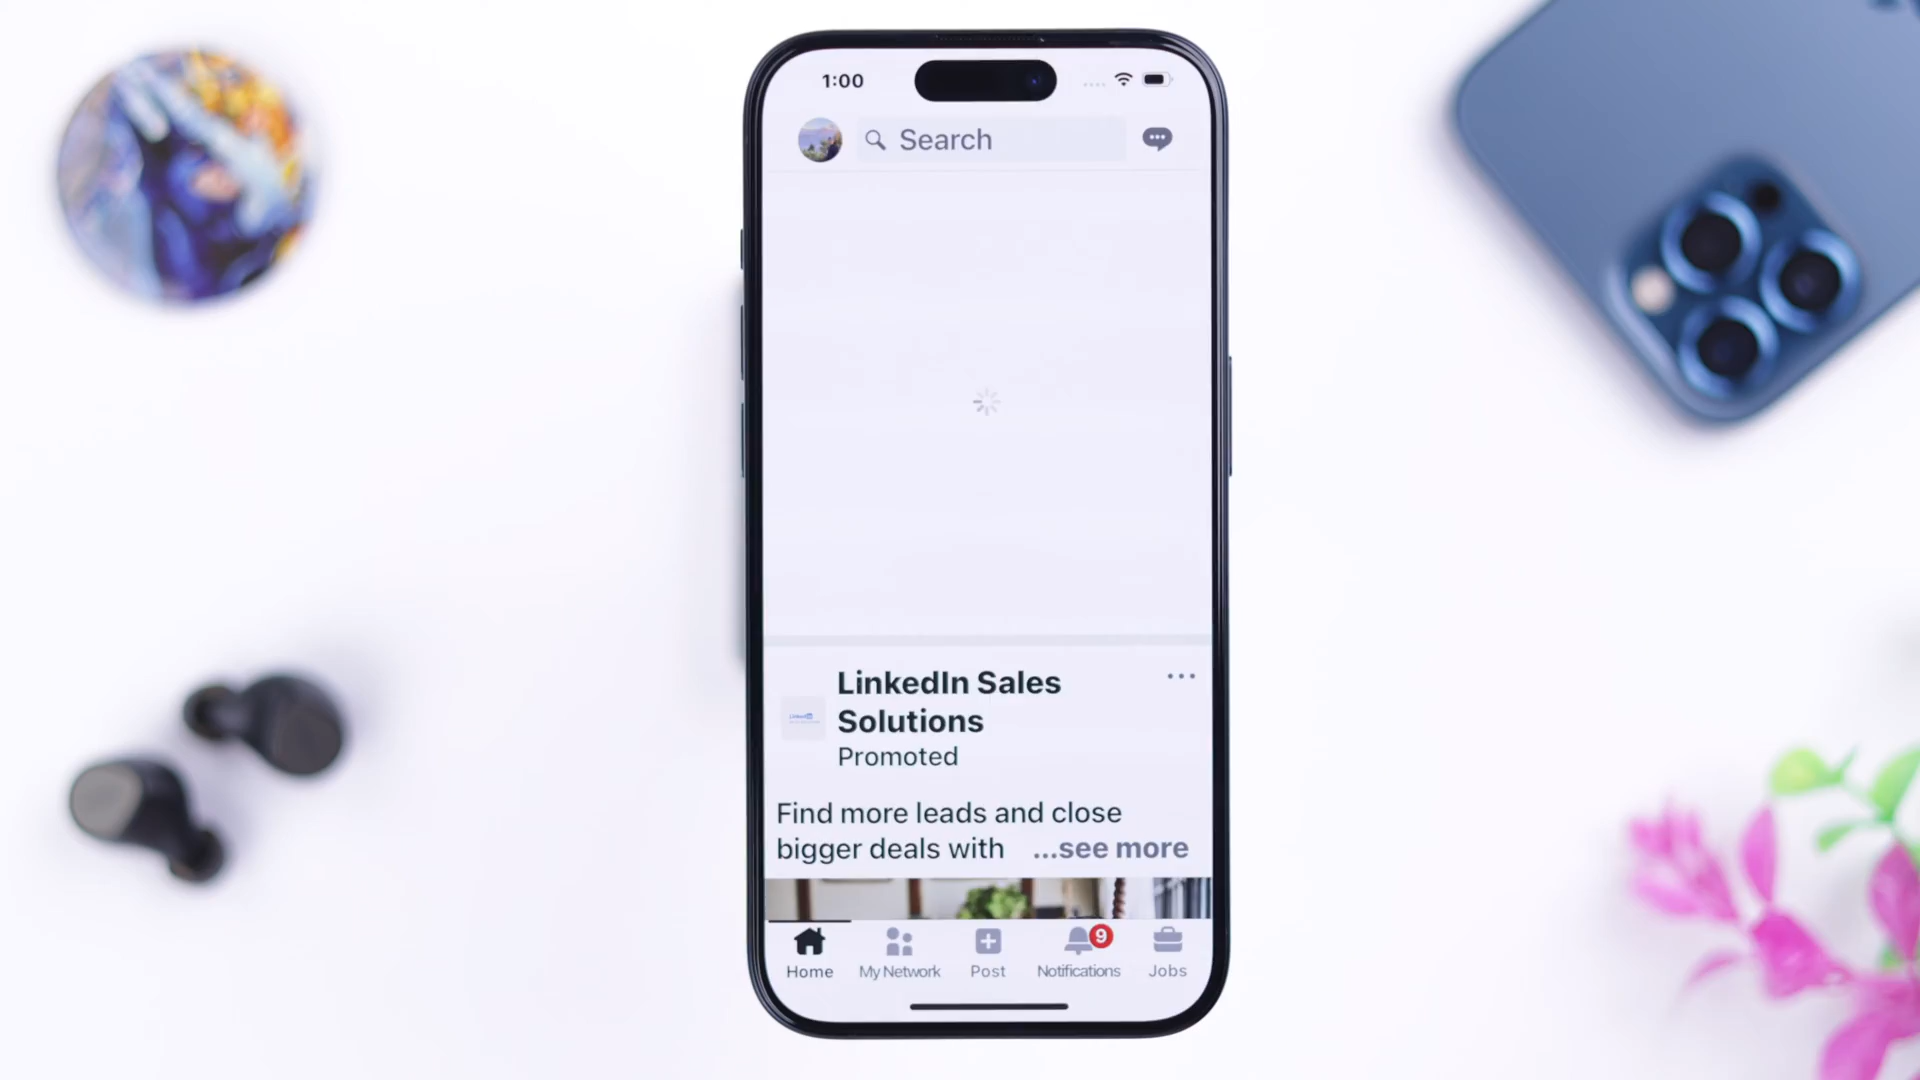 1:00
Search
LinkedIn Sales
Solutions
Promoted
Find more leads and close
bigger deals with ...see more
9
Home My Network Post Notifications Jobs